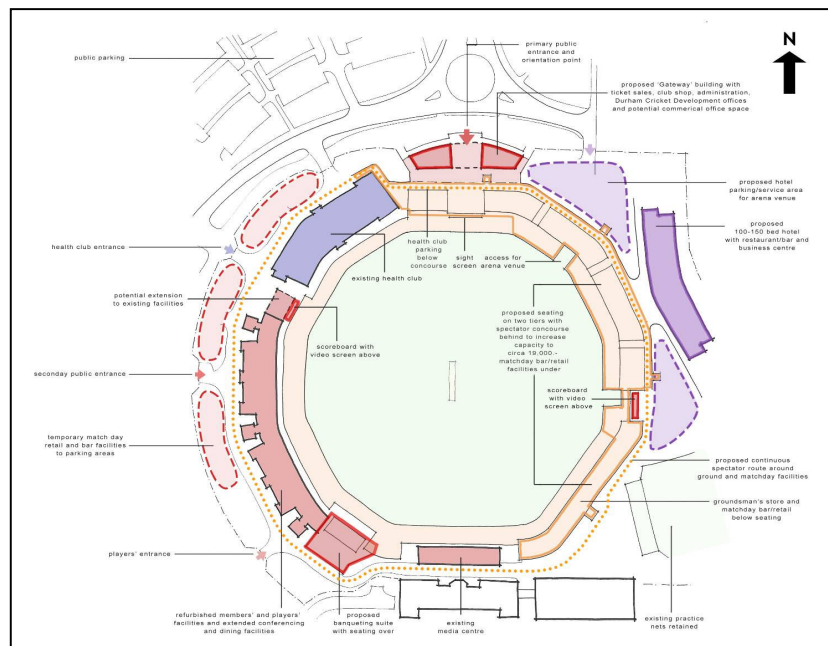 public parking
primary public
entrance and
orientation point
N
proposed 'Gateway' building with
ticket sales, club shop, administration,
Durham Cricket Development offices
and potential commerical office space
proposed hotel
parking/service area
for arena venue
proposed
100-150 bed hotel
with restaurant/bar and
business centre
health club entrance
health club
parking
below
concourse
sight
screen
access for
arena venue
existing health club
potential extension
to existing facilities
scoreboard with
video screen above
proposed seating
on two tiers with
spectator concourse
behind to increase
capacity to
circa 19,000.-
matchday bar/retail
facilities under
seconday public entrance
scoreboard
with video
screen above
temporary match day
retail and bar facilities
to parking areas
proposed continuous
spectator route around
ground and matchday facilities
groundsman's store and
matchday bar/retail
below seating
players' entrance
refurbished members' and players'
facilities and extended conferencing
and dining facilities
proposed
banqueting suite
with seating over
existing
media centre
existing practice
nets retained